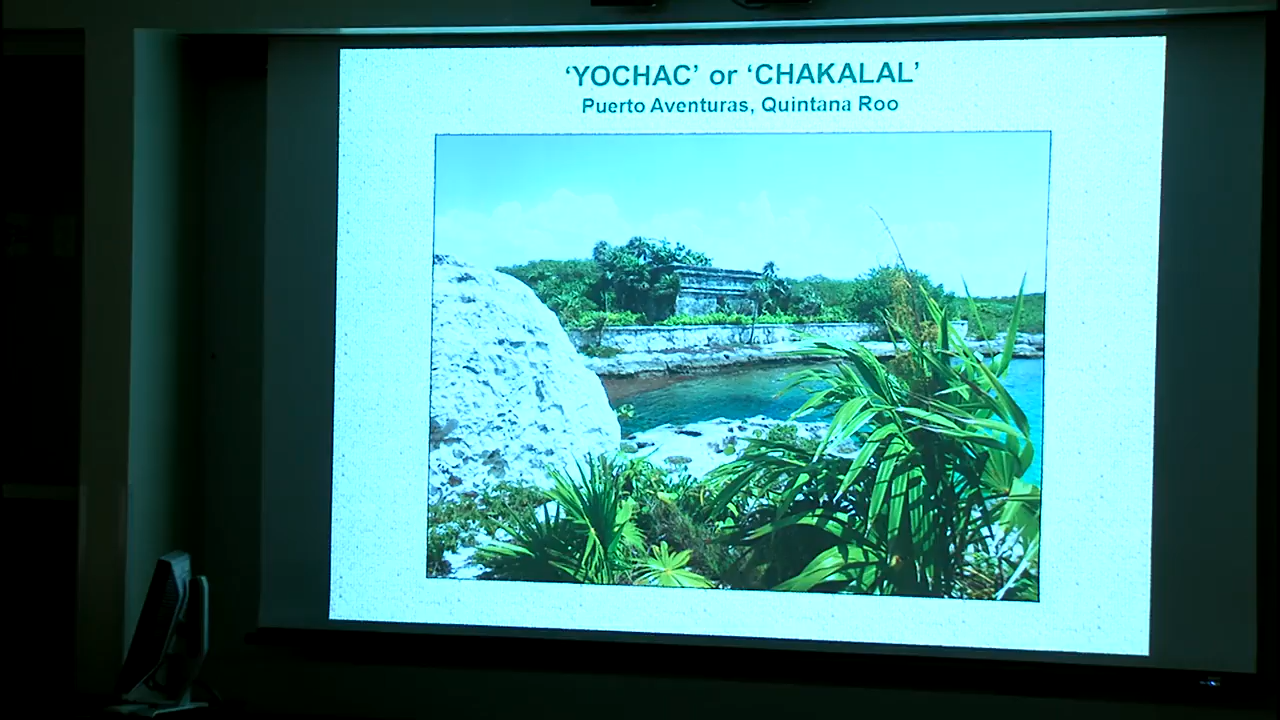 ‘YOCHAC’ or ‘CHAKALAL’
Puerto Aventuras, Quintana Roo